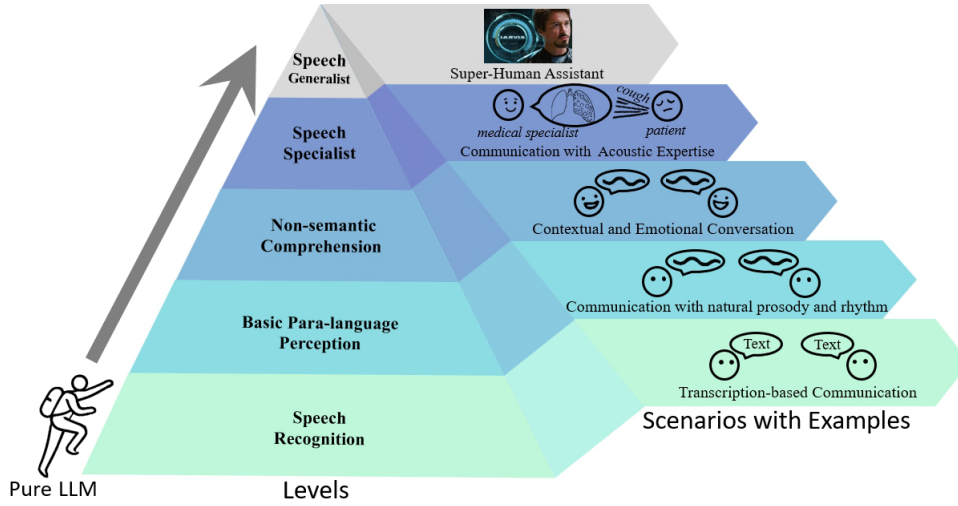 JARVIS
Speech
Generalist
Super-Human Assistant
cough
medical specialist
patient
Speech
Specialist
Communication with Acoustic Expertise
Non-semantic
Comprehension
Contextual and Emotional Conversation
Basic Para-language
Perception
Communication with natural prosody and rhythm
Text
Text
Speech
Recognition
Transcription-based Communication
Scenarios with Examples
Pure LLM
Levels